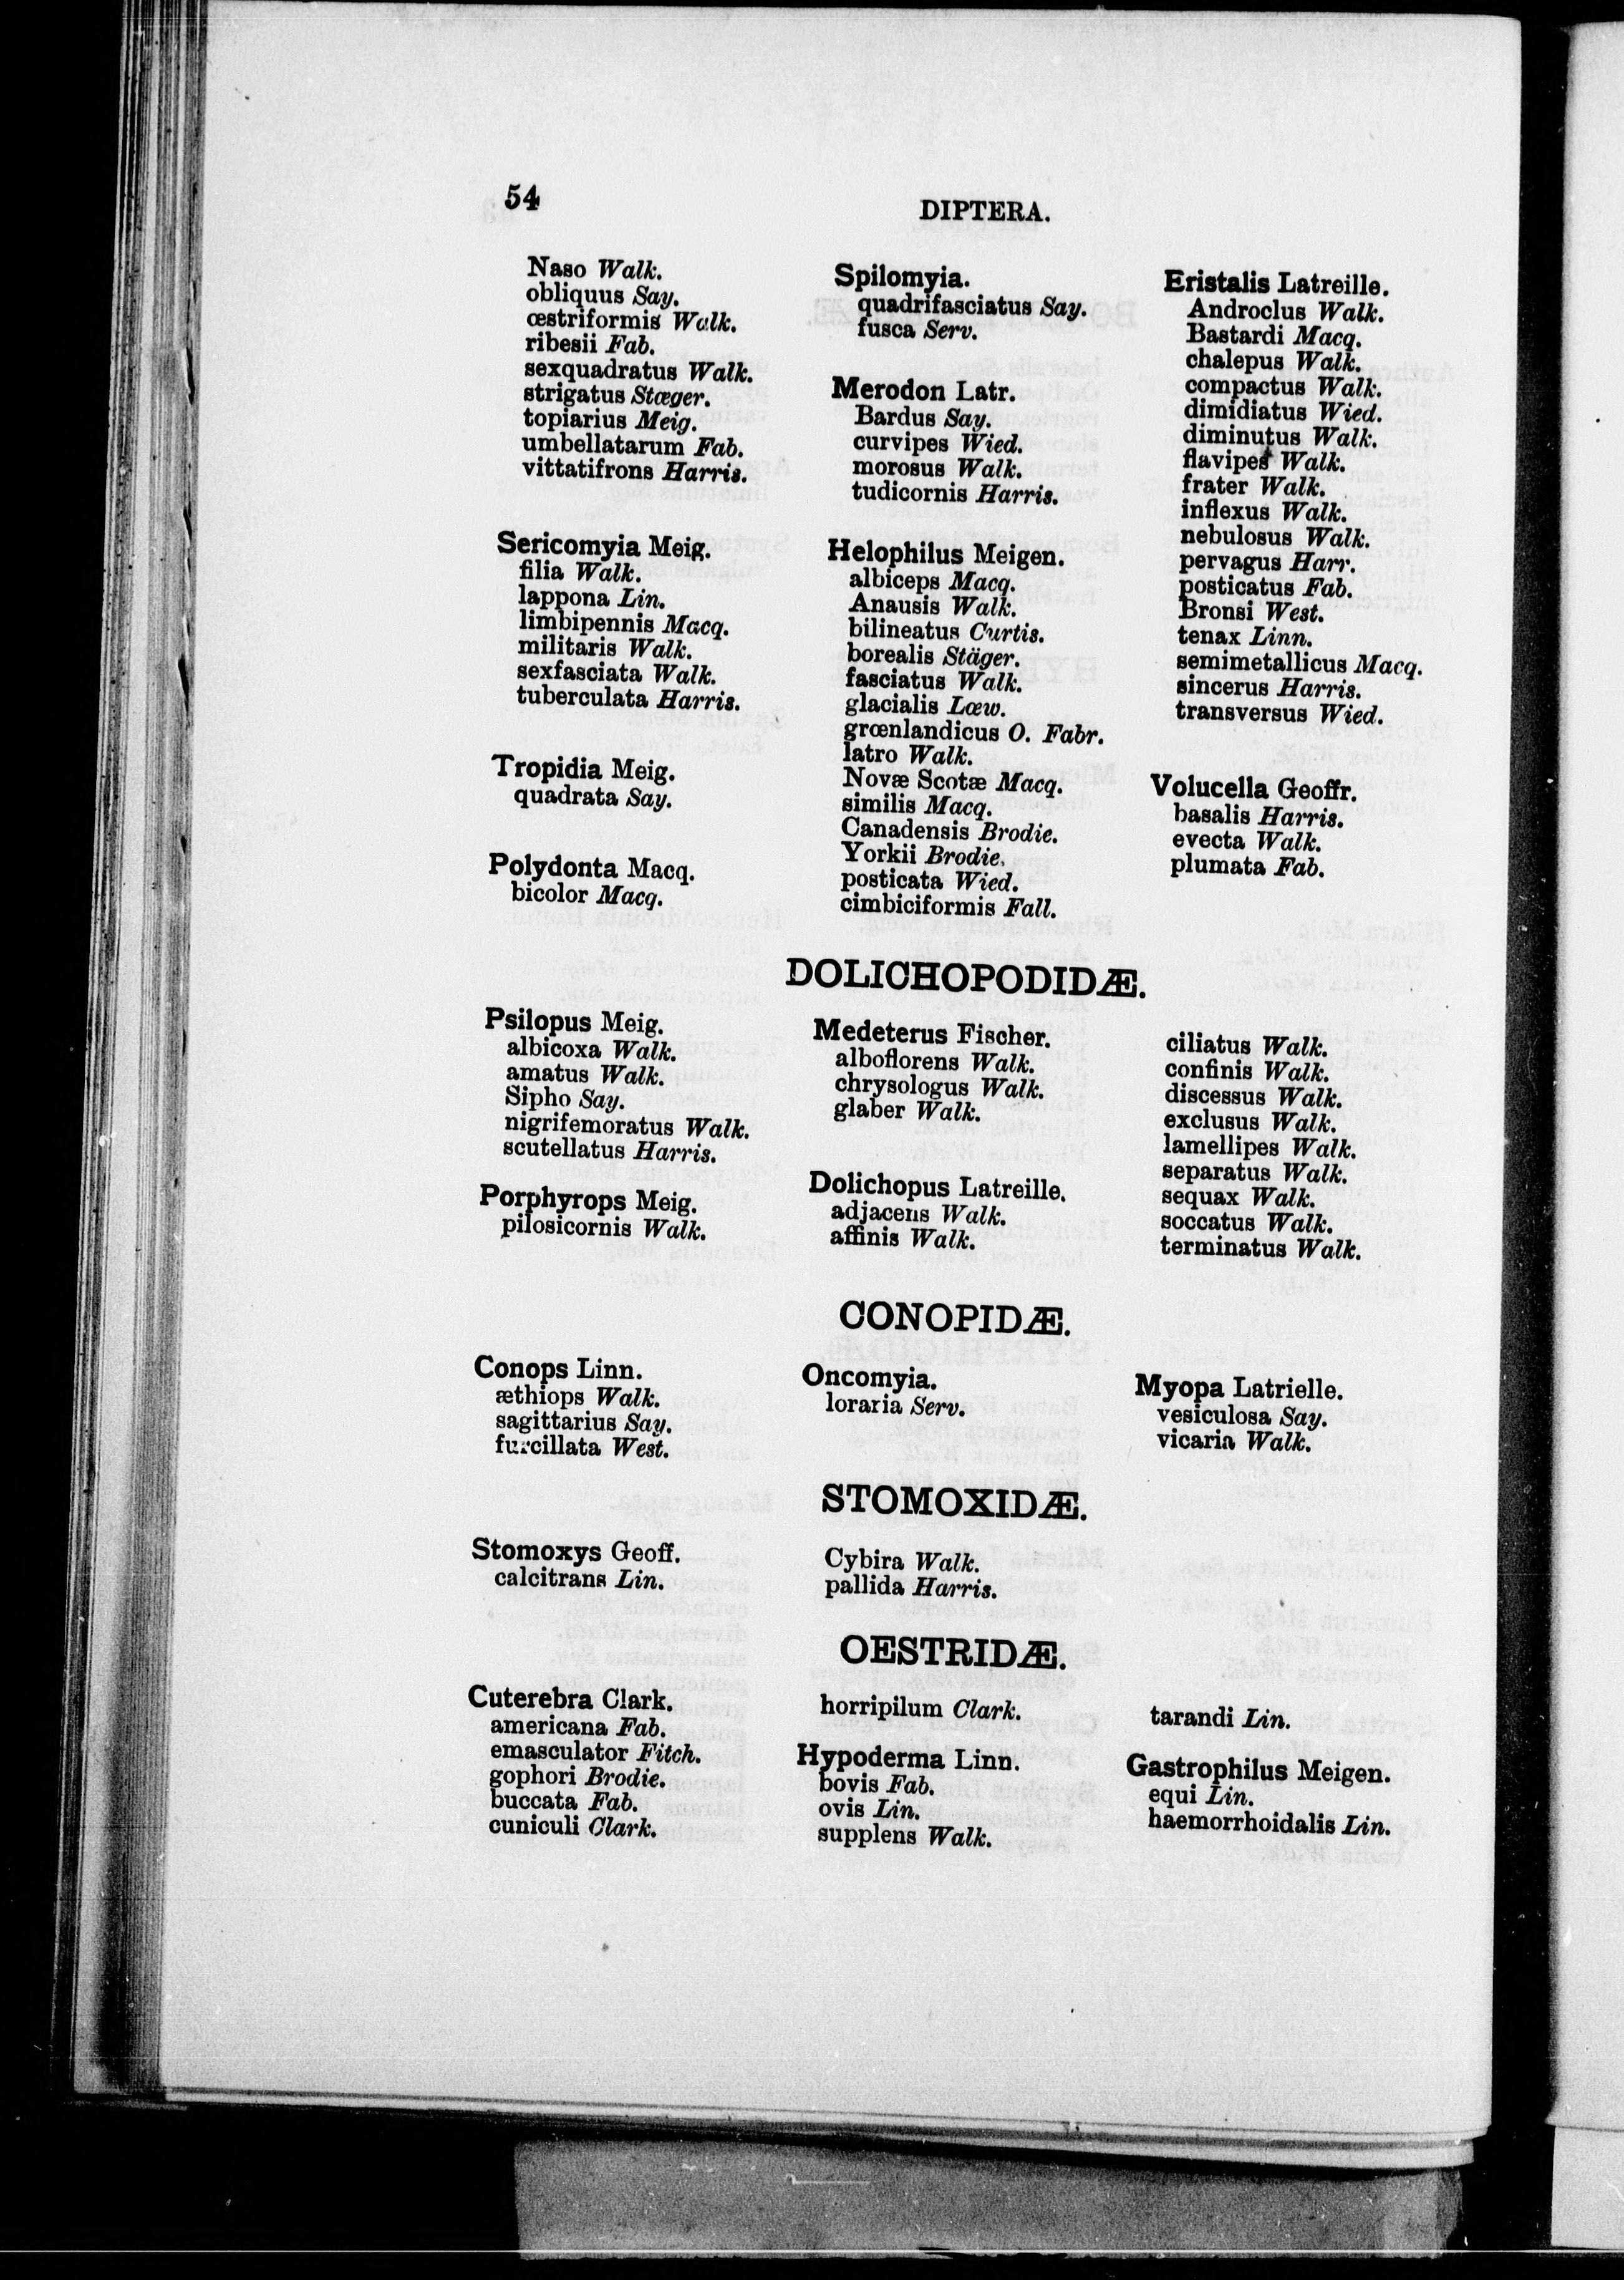 54
DIPTERA.
Naso Walk.
obliquus Say.
œstriformis Walk.
ribesii Fab.
sexquadratus Walk.
strigatus Stæger.
topiarius Meig.
umbellatarum Fab.
vittatifrons Harris.
Sericomyia Meig.
filia Walk.
lappona Lin.
limbipennis Macq.
militaris Walk.
sexfasciata Walk.
tuberculata Harris.
Tropidia Meig.
quadrata Say.
Polydonta Macq.
bicolor Macq.
Spilomyia.
quadrifasciatus Say.
fusca Serv.
Merodon Latr.
Bardus Say.
curvipes Wied.
morosus Walk.
tudicornis Harris.
Helophilus Meigen.
albiceps Macq.
Anausis Walk.
bilineatus Curtis.
borealis Stäger.
fasciatus Walk.
glacialis Lœw.
grœnlandicus O. Fabr.
latro Walk.
Novæ Scotæ Macq.
similis Macq.
Canadensis Brodie.
Yorkii Brodie.
posticata Wied.
cimbiciformis Fall.
Eristalis Latreille.
Androclus Walk.
Bastardi Macq.
chalepus Walk.
compactus Walk.
dimidiatus Wied.
diminutus Walk.
flavipes Walk.
frater Walk.
inflexus Walk.
nebulosus Walk.
pervagus Harr.
posticatus Fab.
Bronsi West.
tenax Linn.
semimetallicus Macq.
sincerus Harris.
transversus Wied.
Volucella Geoffr.
basalis Harris.
evecta Walk.
plumata Fab.
DOLICHOPODIDÆ.
Psilopus Meig.
albicoxa Walk.
amatus Walk.
Sipho Say.
nigrifemoratus Walk.
scutellatus Harris.
Porphyrops Meig.
pilosicornis Walk.
Medeterus Fischer.
alboflorens Walk.
chrysologus Walk.
glaber Walk.
Dolichopus Latreille.
adjacens Walk.
affinis Walk.
ciliatus Walk.
confinis Walk.
discessus Walk.
exclusus Walk.
lamellipes Walk.
separatus Walk.
sequax Walk.
soccatus Walk.
terminatus Walk.
CONOPIDÆ.
Conops Linn.
æthiops Walk.
sagittarius Say.
furcillata West.
Oncomyia.
loraria Serv.
Myopa Latrielle.
vesiculosa Say.
vicaria Walk.
STOMOXIDÆ.
Stomoxys Geoff.
calcitrans Lin.
Cybira Walk.
pallida Harris.
OESTRIDÆ.
Cuterebra Clark.
americana Fab.
emasculator Fitch.
gophori Brodie.
buccata Fab.
cuniculi Clark.
horripilum Clark.
Hypoderma Linn.
bovis Fab.
ovis Lin.
supplens Walk.
tarandi Lin.
Gastrophilus Meigen.
equi Lin.
haemorrhoidalis Lin.